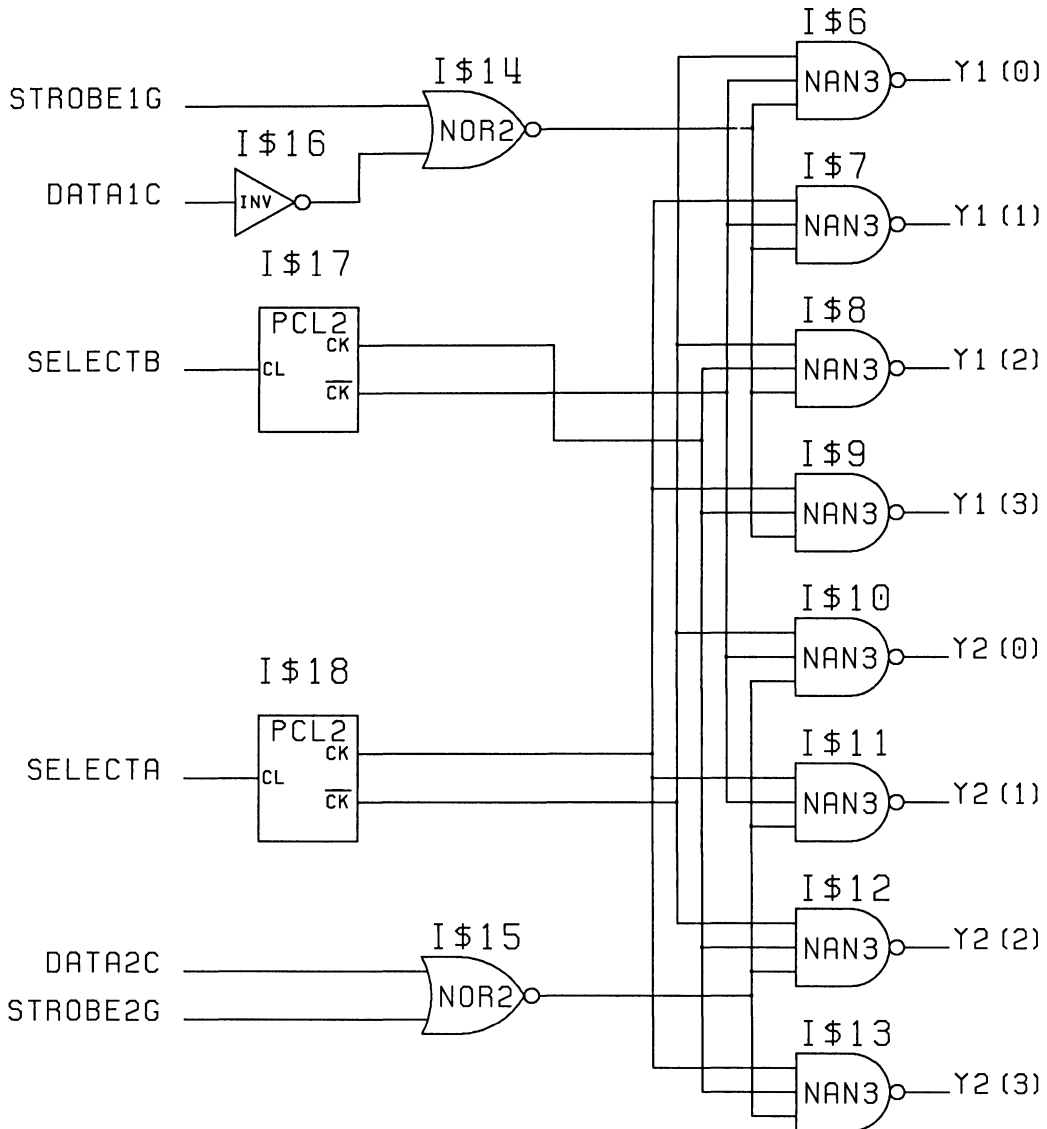 I$6
NAN3
Y1(0)
I$14
STROBE1G
NOR2
I$16
DATA1C
INV
I$7
NAN3
Y1(1)
I$17
PCL2
CK
SELECTB
CL
CK
I$8
NAN3
Y1(2)
I$9
NAN3
Y1(3)
I$10
NAN3
Y2(0)
I$18
PCL2
CK
SELECTA
CL
CK
I$11
NAN3
Y2(1)
I$12
NAN3
Y2(2)
I$15
DATA2C
NOR2
STROBE2G
I$13
NAN3
Y2(3)